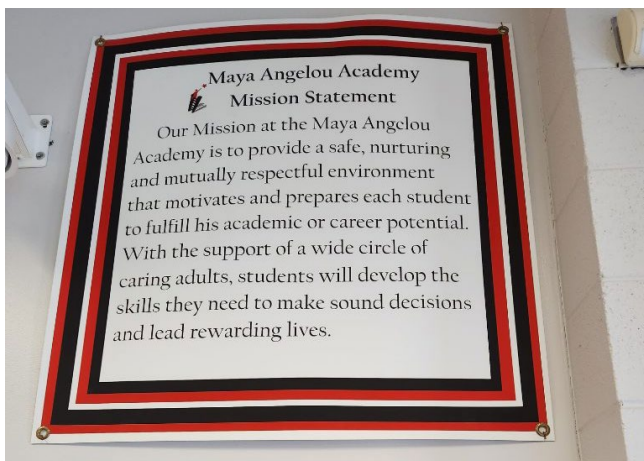 Maya Angelou Academy
Mission Statement
Our Mission at the Maya Angelou
Academy is to provide a safe, nurturing
and mutually respectful environment
that motivates and prepares each student
to fulfill his academic or career potential.
With the support of a wide circle of
caring adults, students will develop the
skills they need to make sound decisions
and lead rewarding lives.